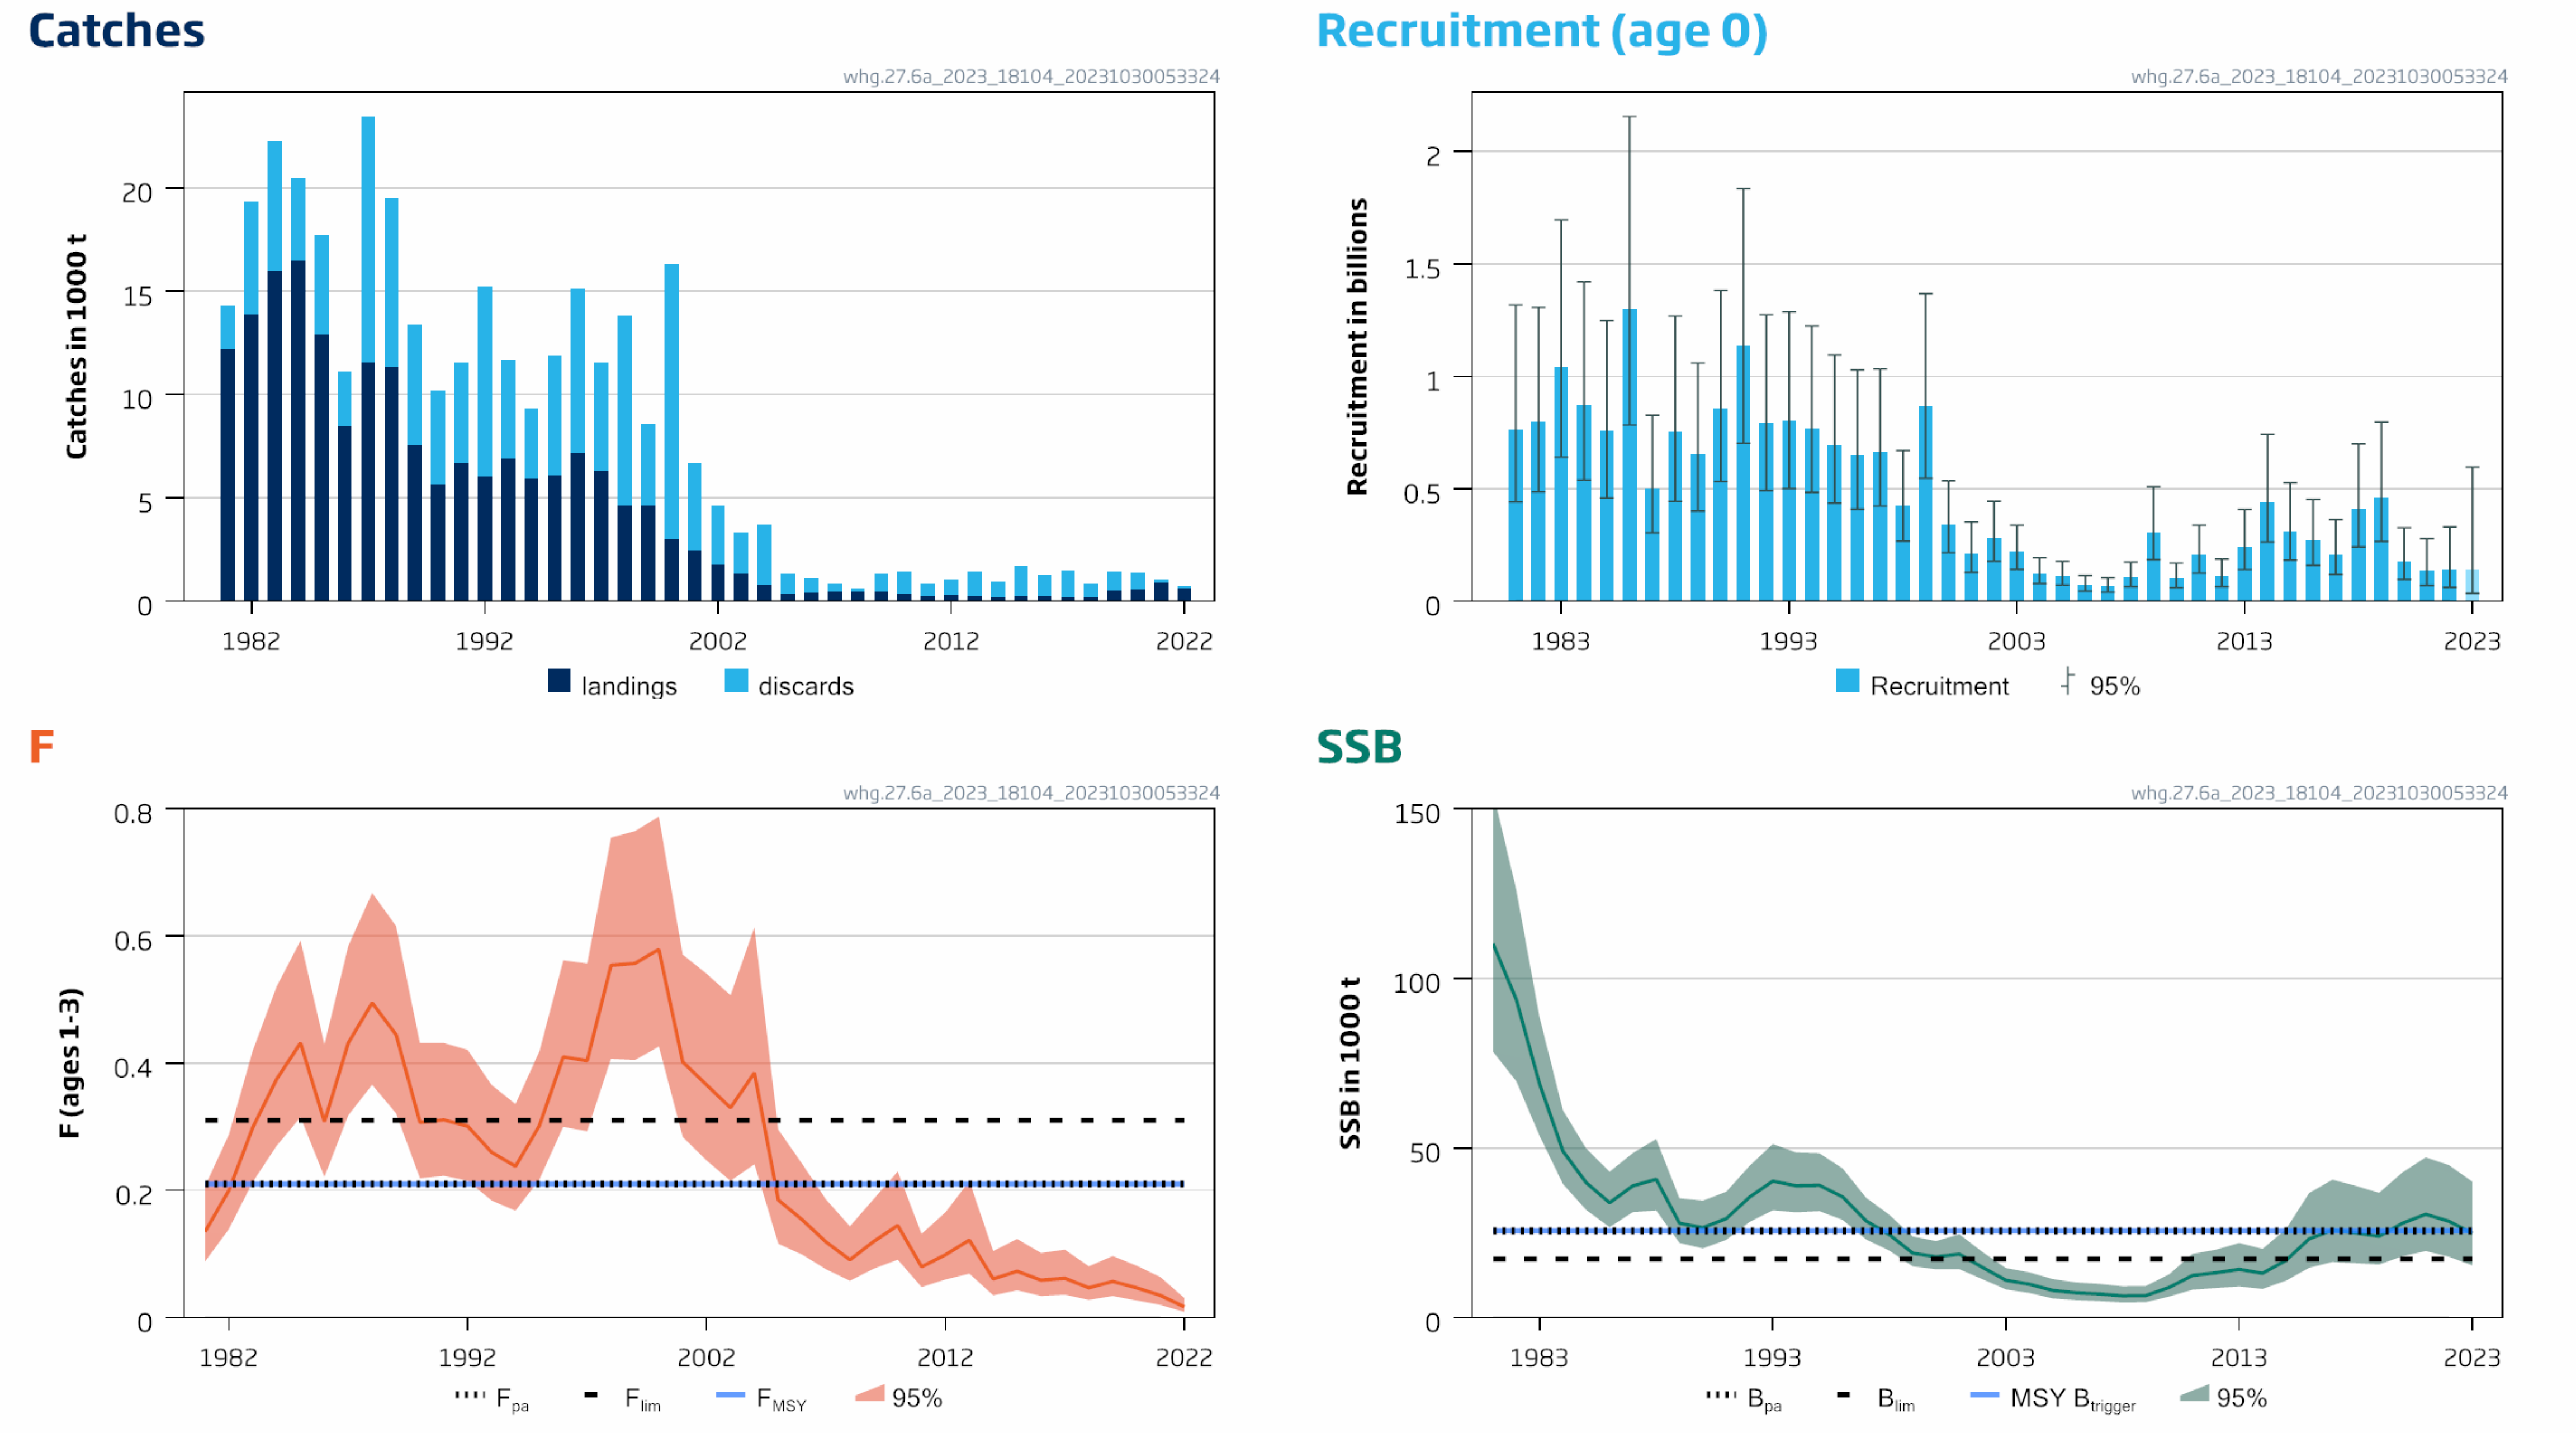 Catches
whg.27.6a_2023_18104_20231030053324
Catches in 1000 t
20
15
10
5
0
1982 1992 2002 2012 2022
landings discards
Recruitment (age 0)
whg.27.6a_2023_18104_20231030053324
Recruitment in billions
2
1.5
1
0.5
0
1983 1993 2003 2013 2023
Recruitment 95%
F
whg.27.6a_2023_18104_20231030053324
F (ages 1-3)
0.8
0.6
0.4
0.2
0
1982 1992 2002 2012 2022
Fpa Flim FMSY 95%
SSB
whg.27.6a_2023_18104_20231030053324
SSB in 1000 t
150
100
50
0
1983 1993 2003 2013 2023
Bpa Blim MSY Btrigger 95%